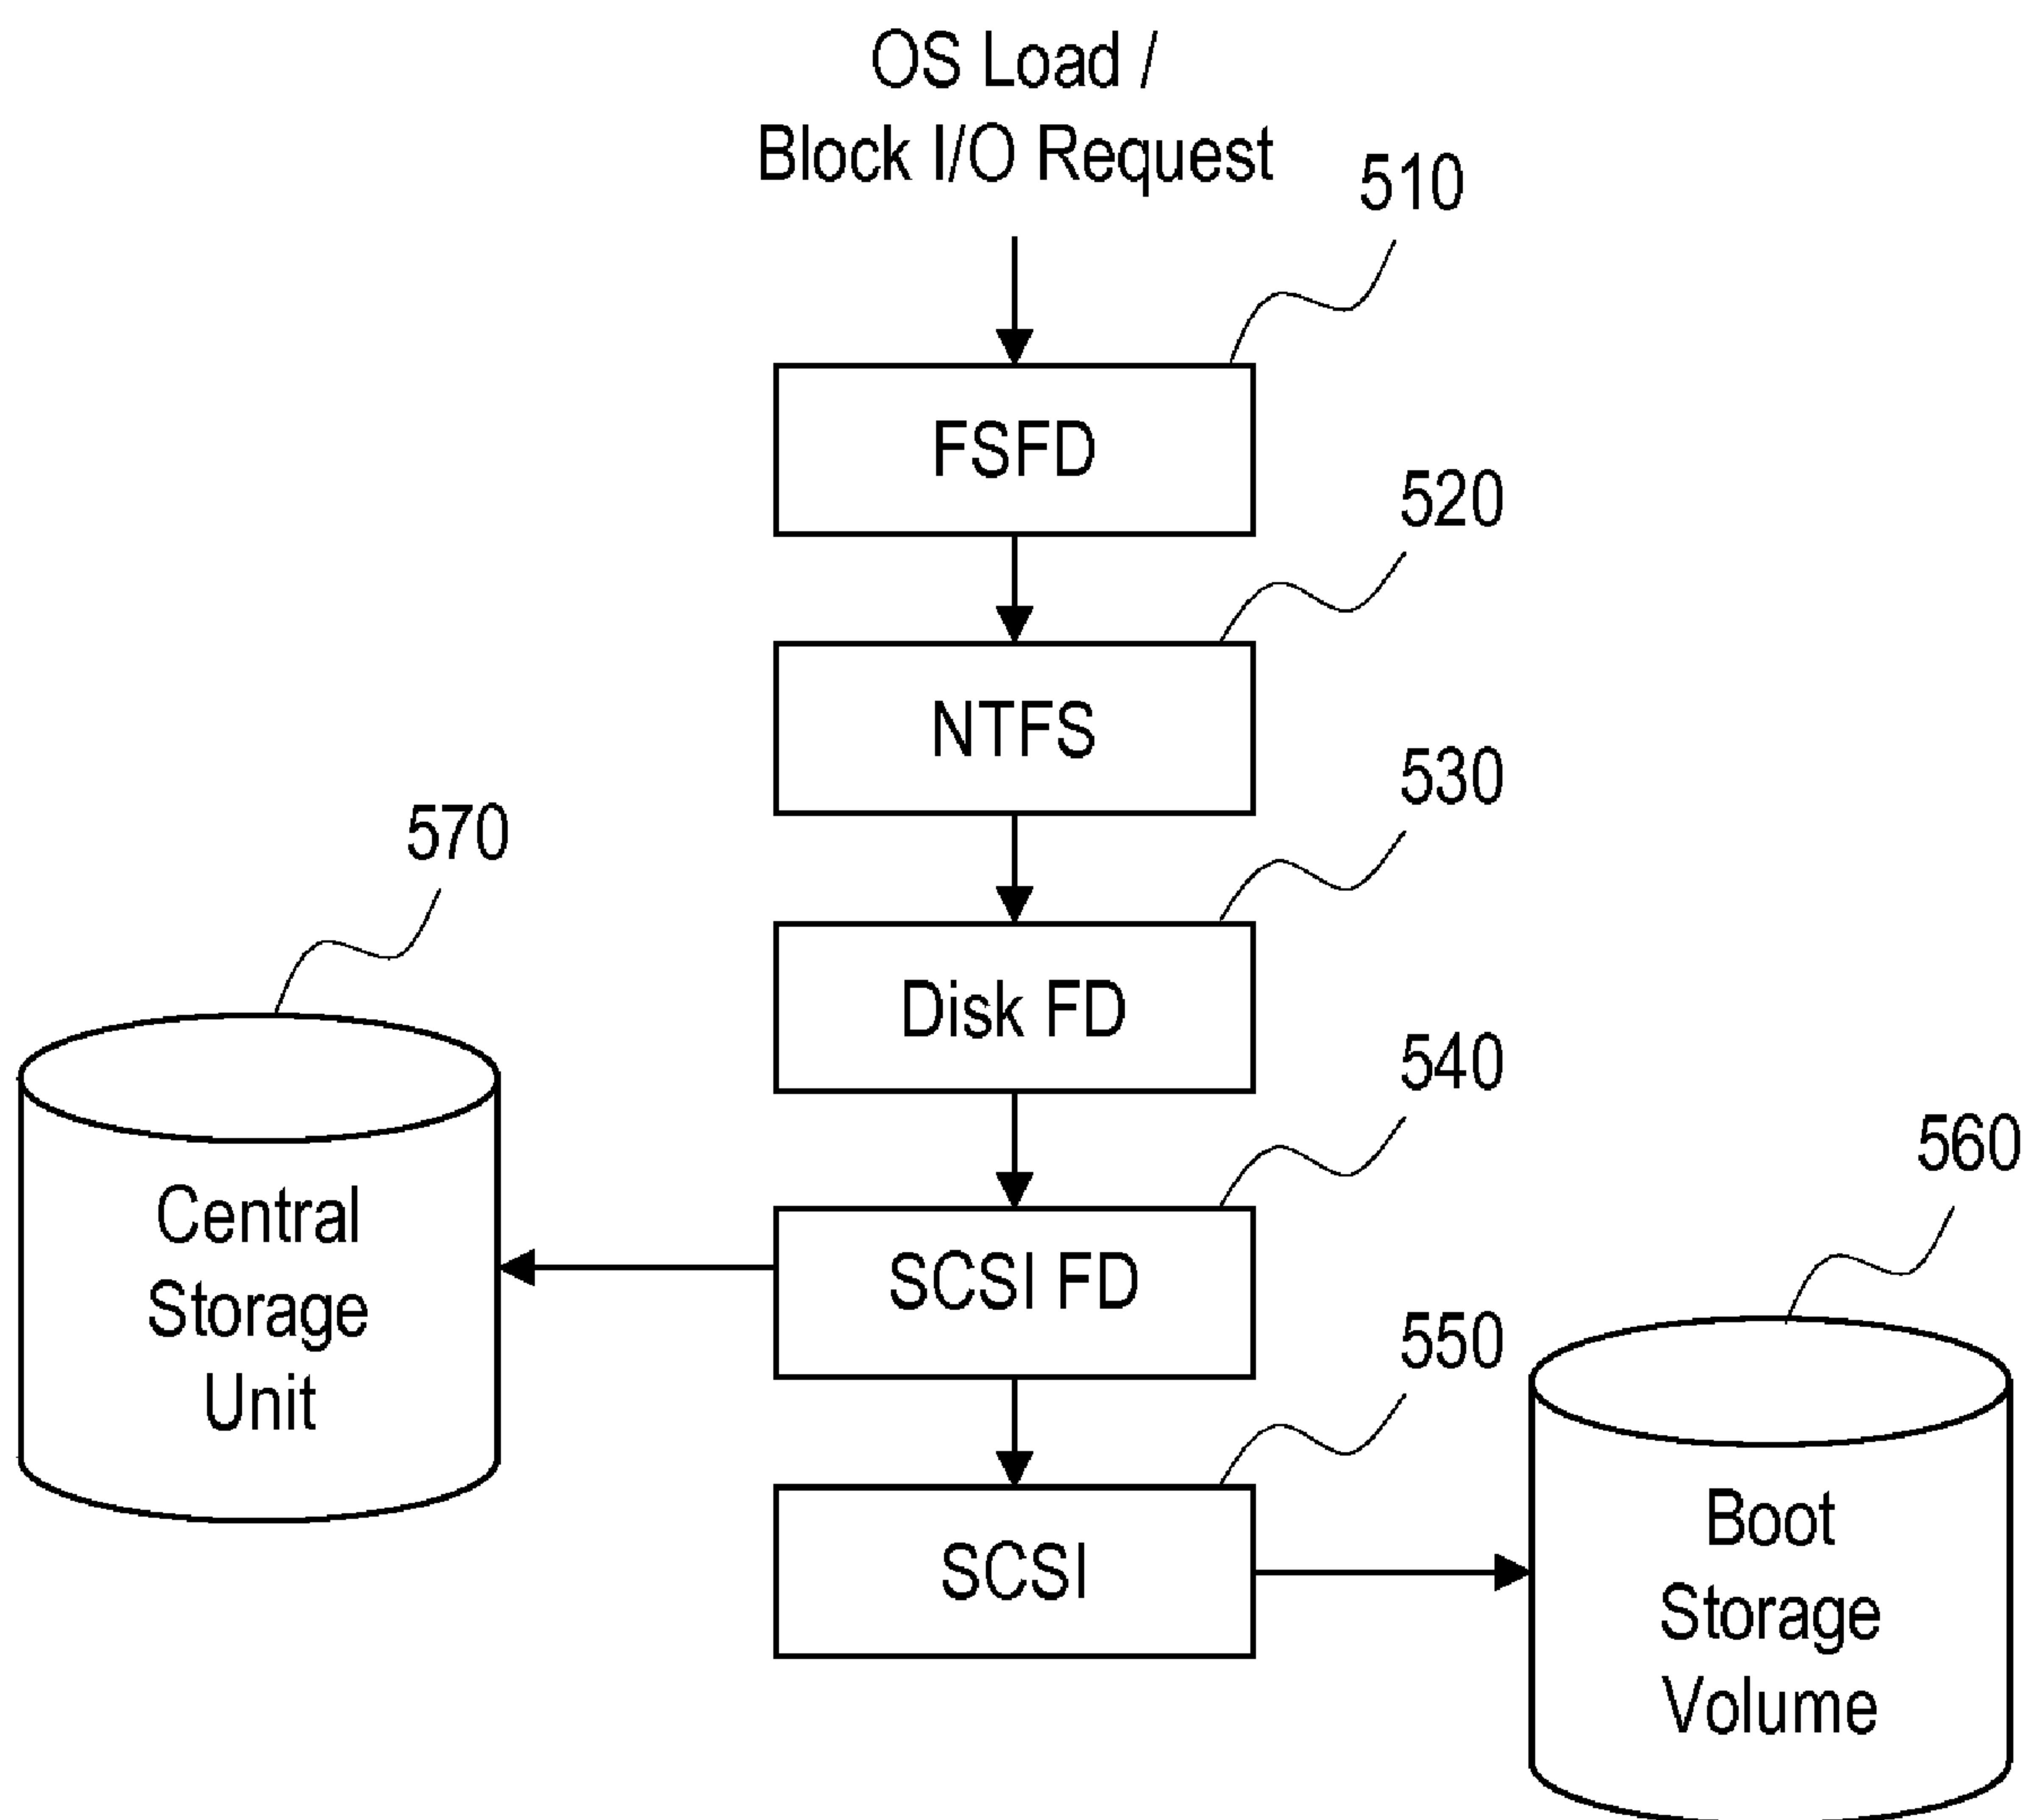 OS Load /
Block I/O Request
510
FSFD
520
NTFS
530
Disk FD
570
540
Central
Storage
Unit
SCSI FD
560
550
SCSI
Boot
Storage
Volume